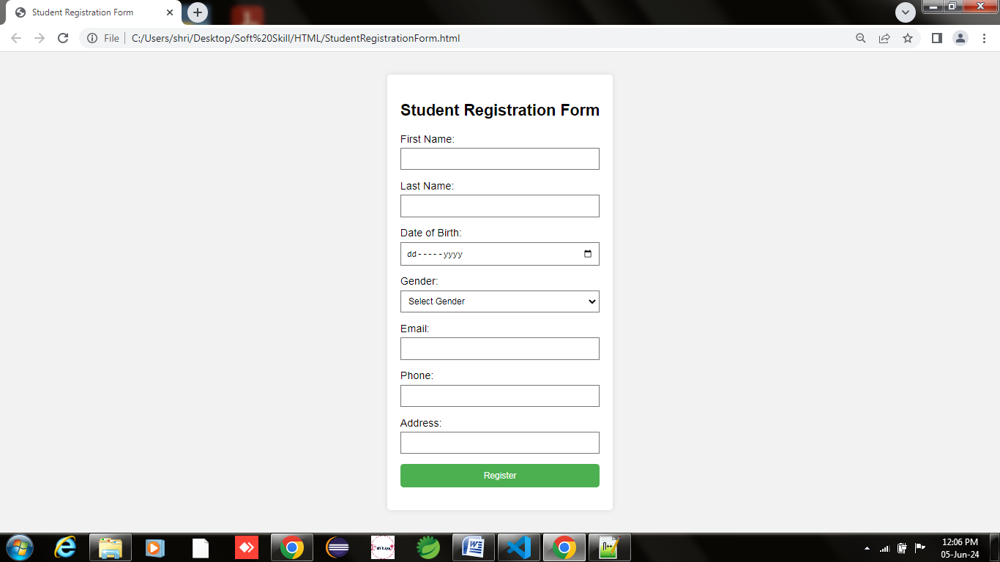 Student Registration Form
File
C:/Users/shri/Desktop/Soft%20Skill/HTML/StudentRegistrationForm.html
Student Registration Form
First Name:
Last Name:
Date of Birth:
dd-----yyyy
Gender:
Select Gender
Email:
Phone:
Address:
Register
12:06 PM
05-Jun-24